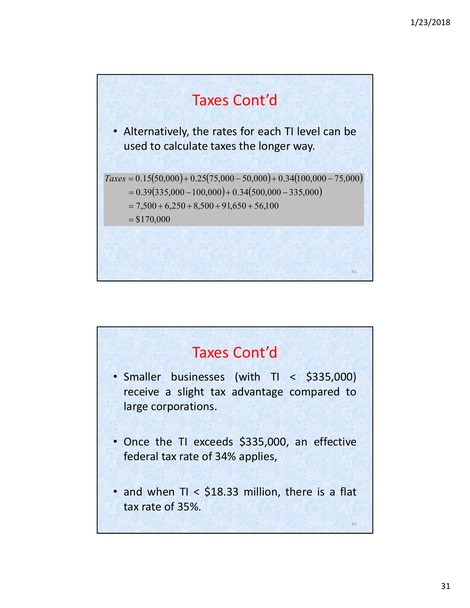 1/23/2018
Taxes Cont’d
• Alternatively, the rates for each TI level can be
used to calculate taxes the longer way.
Taxes = 0.15(50,000) + 0.25(75,000 − 50,000) + 0.34(100,000 − 75,000)
= 0.39(335,000 − 100,000) + 0.34(500,000 − 335,000)
= 7,500 + 6,250 + 8,500 + 91,650 + 56,100
= $170,000
Taxes Cont’d
• Smaller businesses (with TI < $335,000)
receive a slight tax advantage compared to
large corporations.
• Once the TI exceeds $335,000, an effective
federal tax rate of 34% applies,
• and when TI < $18.33 million, there is a flat
tax rate of 35%.
31